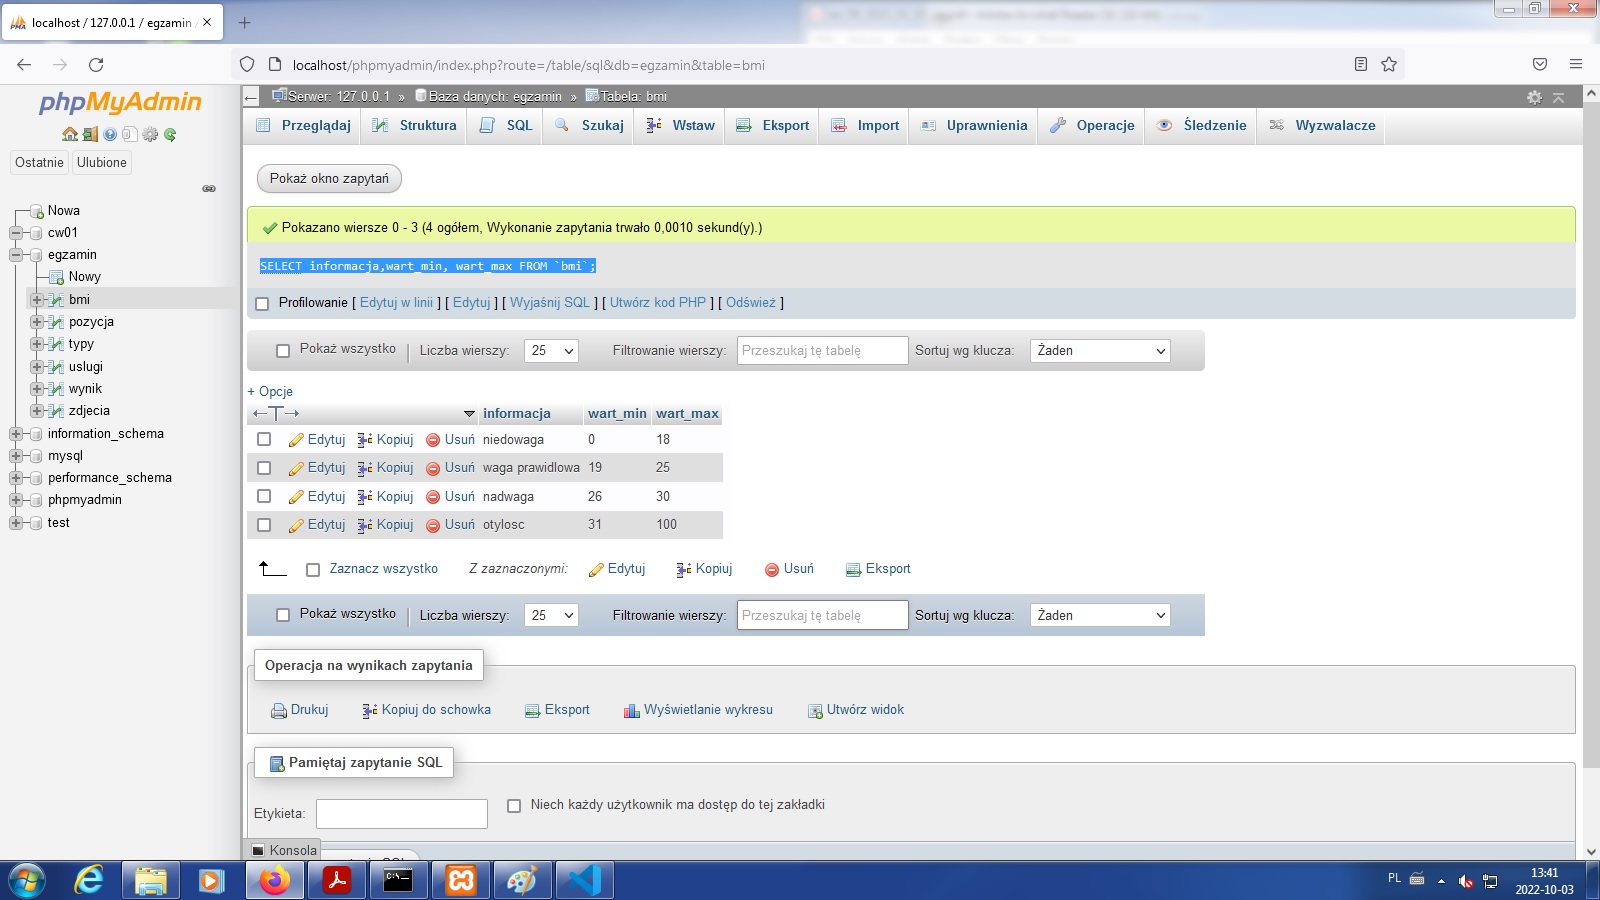 localhost / 127.0.0.1 / egzamin
localhost/phpmyadmin/index.php?route=/table/sql&db=egzamin&table=bmi
phpMyAdmin
Ostatnie Ulubione
Nowa
cw01
egzamin
Nowy
bmi
pozycja
typy
uslugi
wynik
zdjecia
information_schema
mysql
performance_schema
phpmyadmin
test
Serwer: 127.0.0.1 » Baza danych: egzamin » Tabela: bmi
Przeglądaj Struktura SQL Szukaj Wstaw Eksport Import Uprawnienia Operacje Śledzenie Wyzwalacze
Pokaż okno zapytań
Pokazano wiersze 0 - 3 (4 ogółem, Wykonanie zapytania trwało 0,0010 sekund(y).)
SELECT informacja,wart_min, wart_max FROM `bmi`;
Profilowanie [ Edytuj w linii ] [ Edytuj ] [ Wyjaśnij SQL ] [ Utwórz kod PHP ] [ Odśwież ]
Pokaż wszystko | Liczba wierszy: 25 Filtrowanie wierszy: Przeszukaj tę tabelę Sortuj wg klucza: Żaden
+ Opcje
←T→ informacja wart_min wart_max
Edytuj Kopiuj Usuń niedowaga 0 18
Edytuj Kopiuj Usuń waga prawidlowa 19 25
Edytuj Kopiuj Usuń nadwaga 26 30
Edytuj Kopiuj Usuń otylosc 31 100
Zaznacz wszystko Z zaznaczonymi: Edytuj Kopiuj Usuń Eksport
Pokaż wszystko | Liczba wierszy: 25 Filtrowanie wierszy: Przeszukaj tę tabelę Sortuj wg klucza: Żaden
Operacja na wynikach zapytania
Drukuj Kopiuj do schowka Eksport Wyświetlanie wykresu Utwórz widok
Pamiętaj zapytanie SQL
Etykieta: Niech każdy użytkownik ma dostęp do tej zakładki
Konsola
PL 13:41
2022-10-03